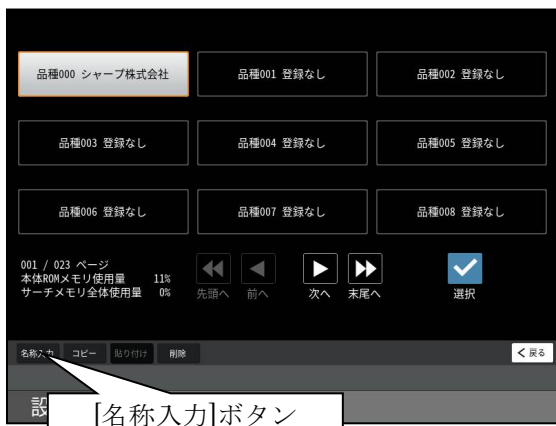 品種000 シャープ株式会社
品種001 登録なし
品種002 登録なし
品種003 登録なし
品種004 登録なし
品種005 登録なし
品種006 登録なし
品種007 登録なし
品種008 登録なし
001 / 023 ページ
本体ROMメモリ使用量 11%
サーチメモリ全体使用量 0%
先頭へ 前へ 次へ 末尾へ 選択
名称入力 コピー 貼り付け 削除 戻る
設
[名称入力]ボタン